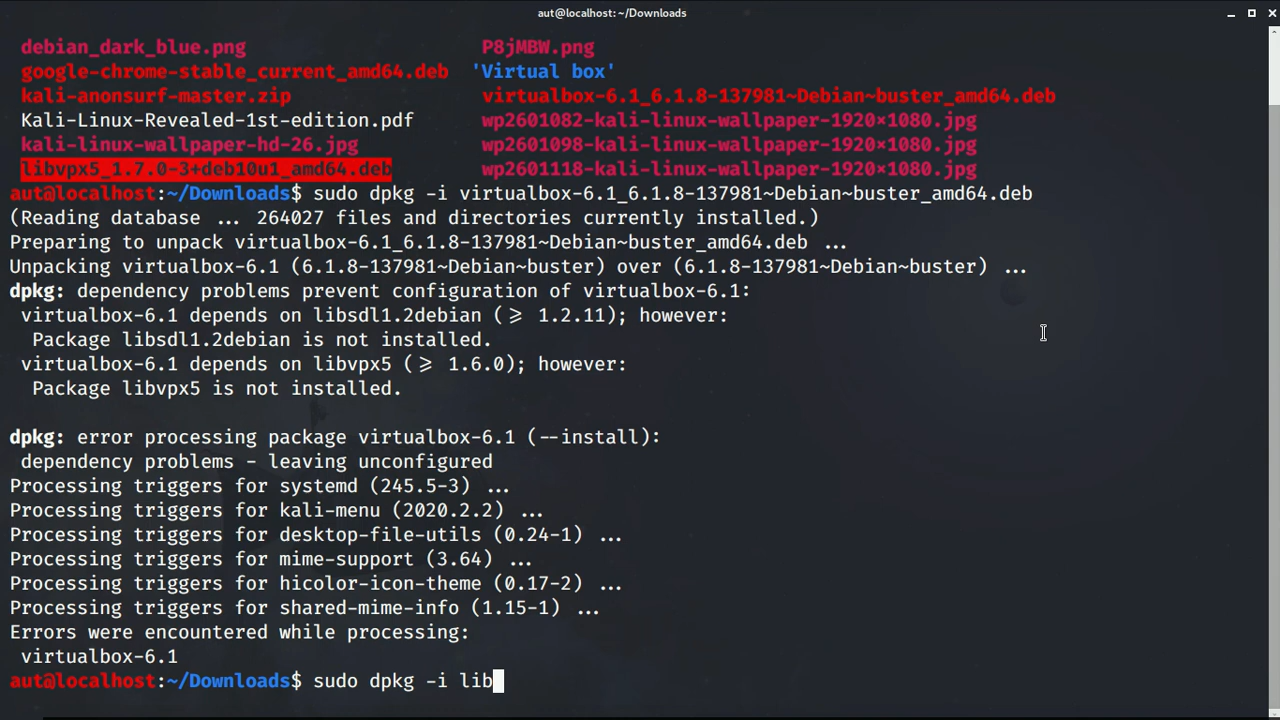 aut@localhost: ~/Downloads
debian_dark_blue.png P8jMBW.png
google-chrome-stable_current_amd64.deb 'Virtual box'
kali-anonsurf-master.zip virtualbox-6.1_6.1.8-137981~Debian~buster_amd64.deb
Kali-Linux-Revealed-1st-edition.pdf wp2601082-kali-linux-wallpaper-1920×1080.jpg
kali-linux-wallpaper-hd-26.jpg wp2601098-kali-linux-wallpaper-1920×1080.jpg
libvpx5_1.7.0-3+deb10u1_amd64.deb wp2601118-kali-linux-wallpaper-1920×1080.jpg
aut@localhost:~/Downloads$ sudo dpkg -i virtualbox-6.1_6.1.8-137981~Debian~buster_amd64.deb
(Reading database ... 264027 files and directories currently installed.)
Preparing to unpack virtualbox-6.1_6.1.8-137981~Debian~buster_amd64.deb ...
Unpacking virtualbox-6.1 (6.1.8-137981~Debian~buster) over (6.1.8-137981~Debian~buster) ...
dpkg: dependency problems prevent configuration of virtualbox-6.1:
virtualbox-6.1 depends on libsdl1.2debian (≥ 1.2.11); however:
Package libsdl1.2debian is not installed.
virtualbox-6.1 depends on libvpx5 (≥ 1.6.0); however:
Package libvpx5 is not installed.
dpkg: error processing package virtualbox-6.1 (--install):
dependency problems - leaving unconfigured
Processing triggers for systemd (245.5-3) ...
Processing triggers for kali-menu (2020.2.2) ...
Processing triggers for desktop-file-utils (0.24-1) ...
Processing triggers for mime-support (3.64) ...
Processing triggers for hicolor-icon-theme (0.17-2) ...
Processing triggers for shared-mime-info (1.15-1) ...
Errors were encountered while processing:
virtualbox-6.1
aut@localhost:~/Downloads$ sudo dpkg -i lib